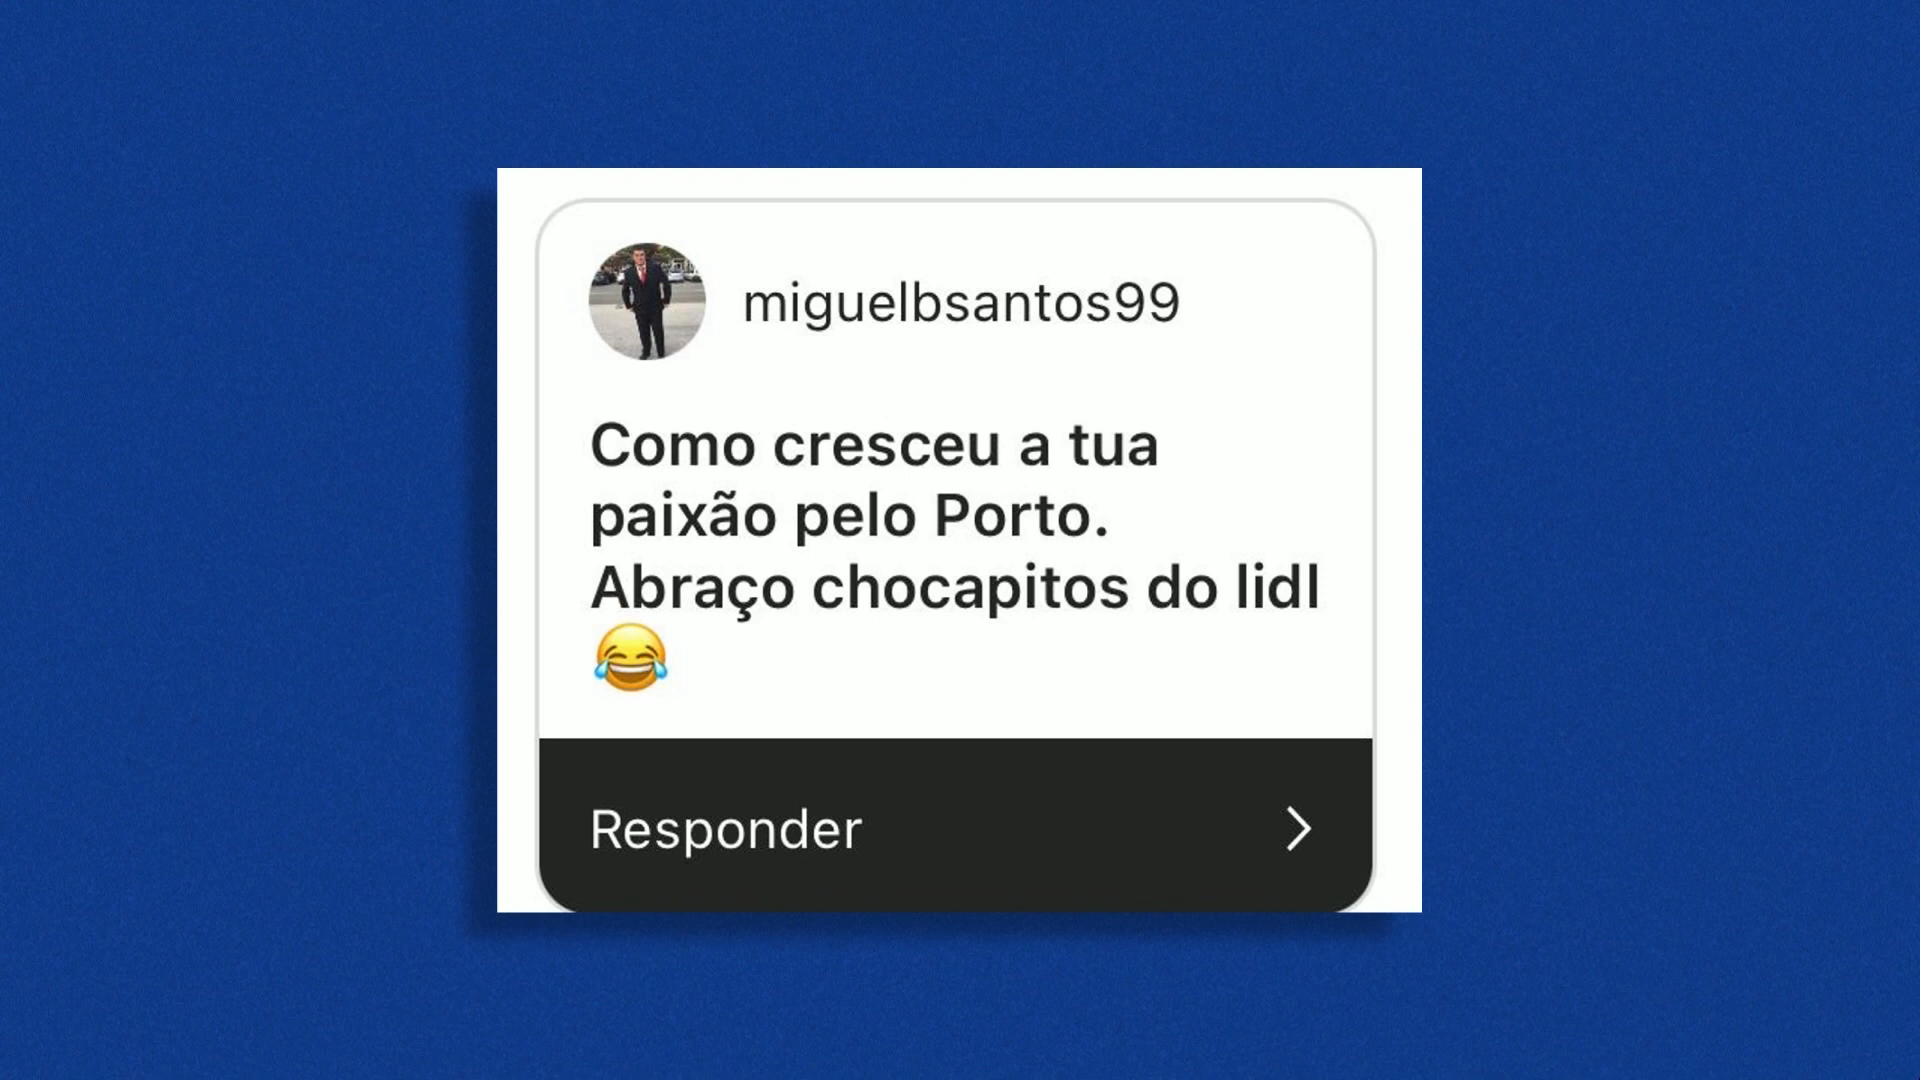 miguelbsantos99
Como cresceu a tua
paixão pelo Porto.
Abraço chocapitos do lidl
😂
Responder